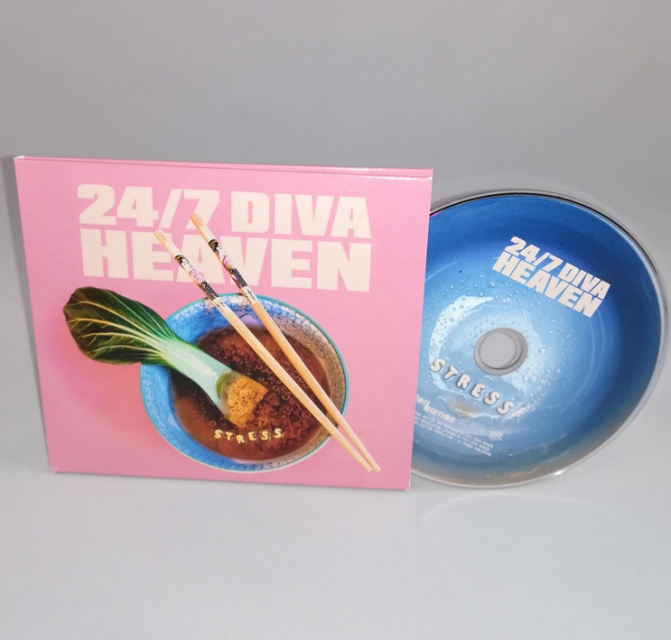 24/7 DIVA
HEAVEN
STRESS
24/7 DIVA
HEAVEN
STRESS